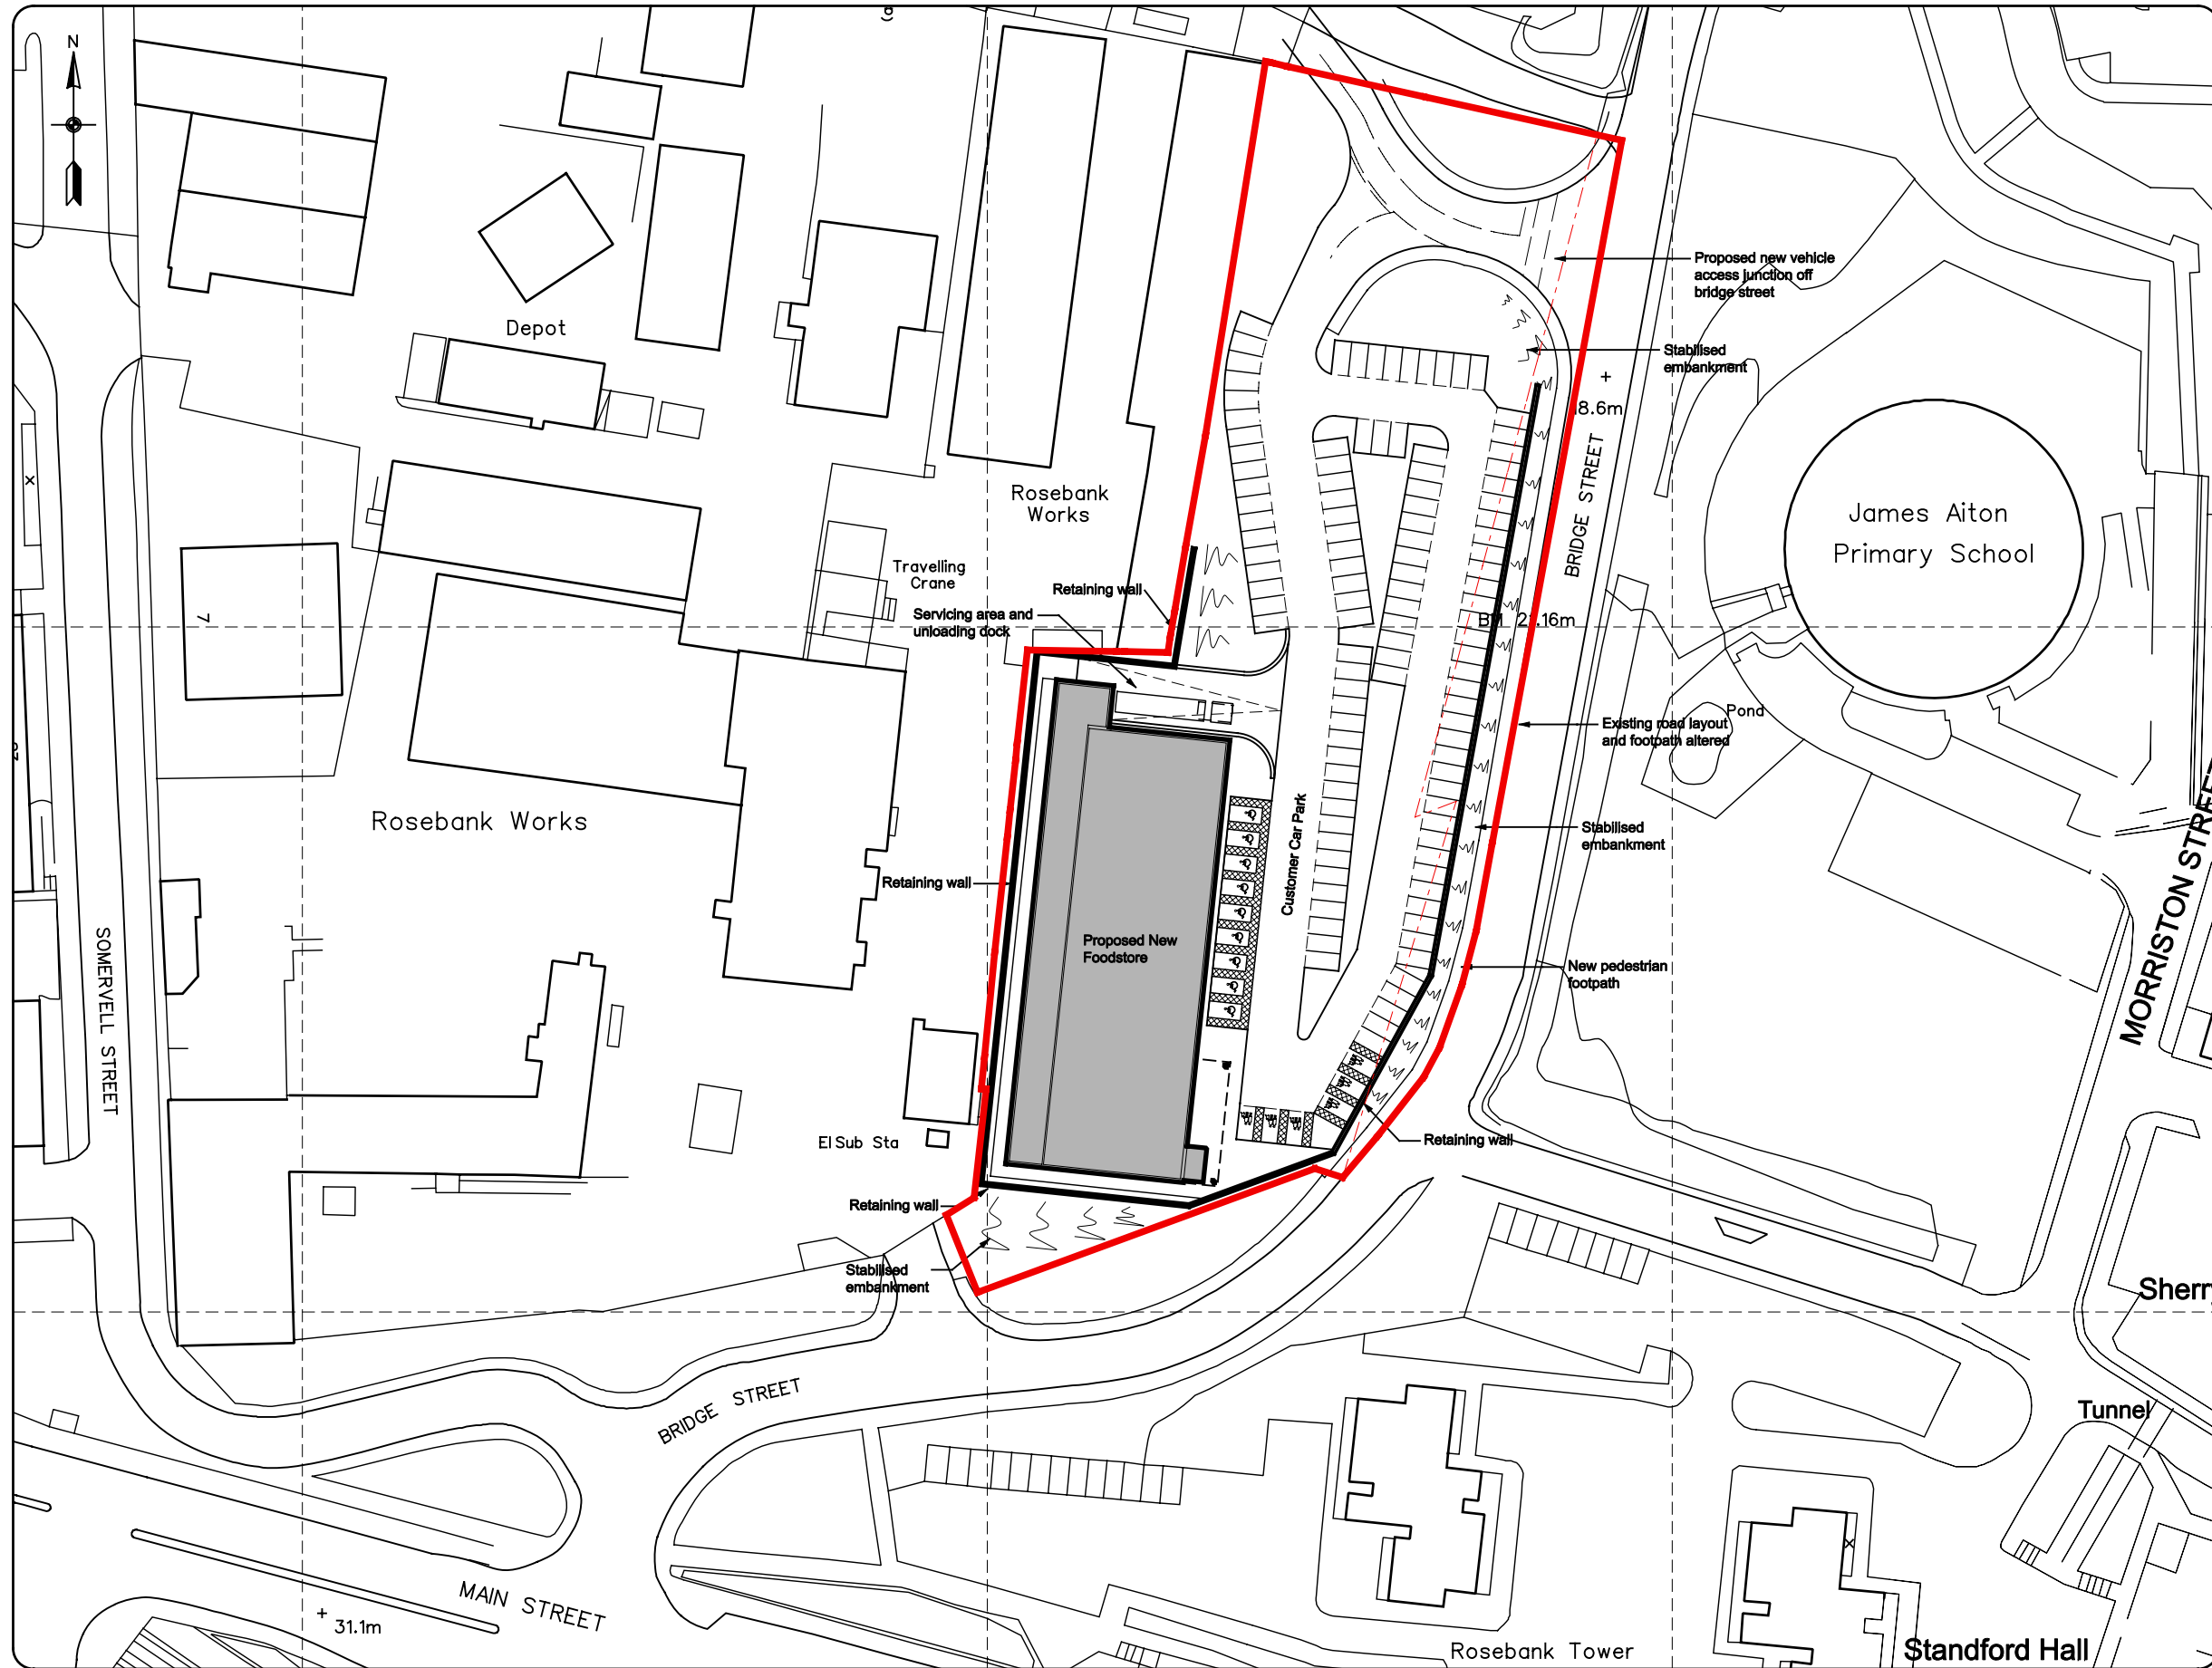 N
Depot
Rosebank
Works
Travelling
Crane
Retaining wall
Servicing area and
unloading dock
Proposed new vehicle
access junction off
bridge street
Stabilised
embankment
8.6m
BRIDGE STREET
James Aiton
Primary School
7
Pond
Existing road layout
and footpath altered
Rosebank Works
Stabilised
embankment
Customer Car Park
Retaining wall
Proposed New
Foodstore
New pedestrian
footpath
MORRISTON STREET
SOMERVELL STREET
El Sub Sta
Retaining wall
Retaining wall
Stabilised
embankment
Sherry
BRIDGE STREET
Tunnel
MAIN STREET
31.1m
Rosebank Tower
Standford Hall